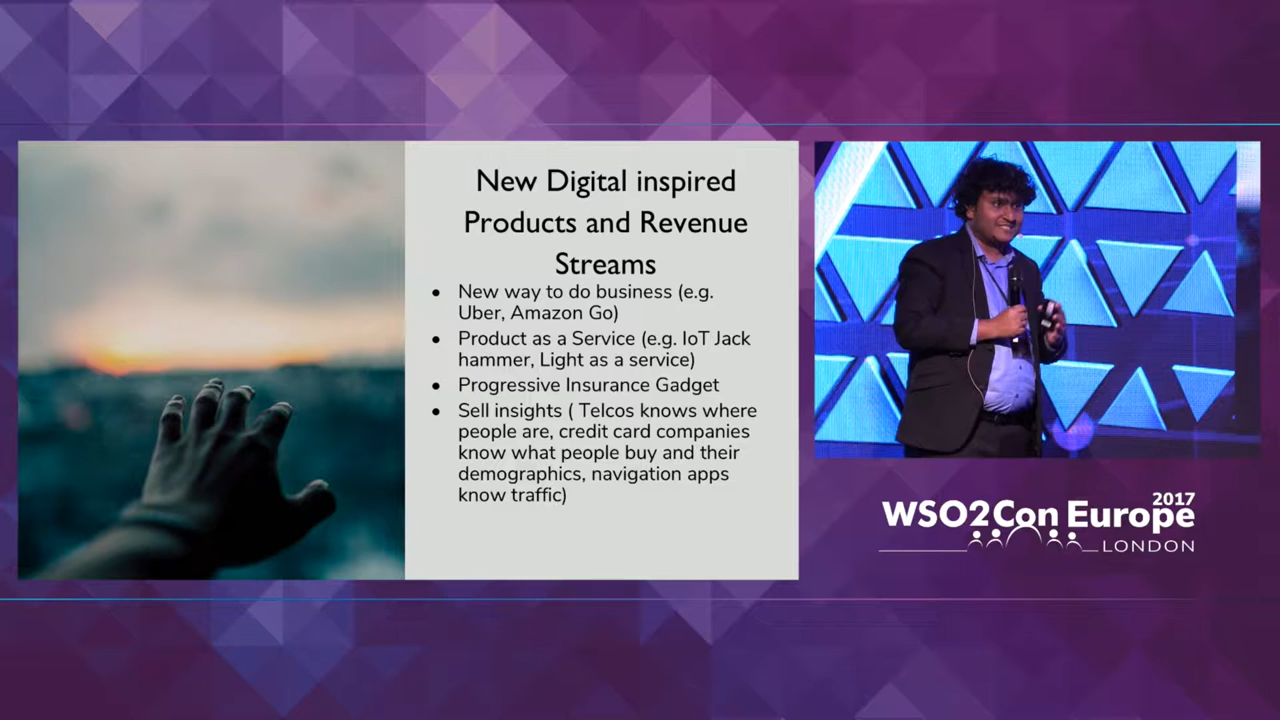 New Digital inspired
Products and Revenue
Streams
• New way to do business (e.g.
Uber, Amazon Go)
• Product as a Service (e.g. IoT Jack
hammer, Light as a service)
• Progressive Insurance Gadget
• Sell insights ( Telcos knows where
people are, credit card companies
know what people buy and their
demographics, navigation apps
know traffic)
2017
WSO2Con Europe
LONDON